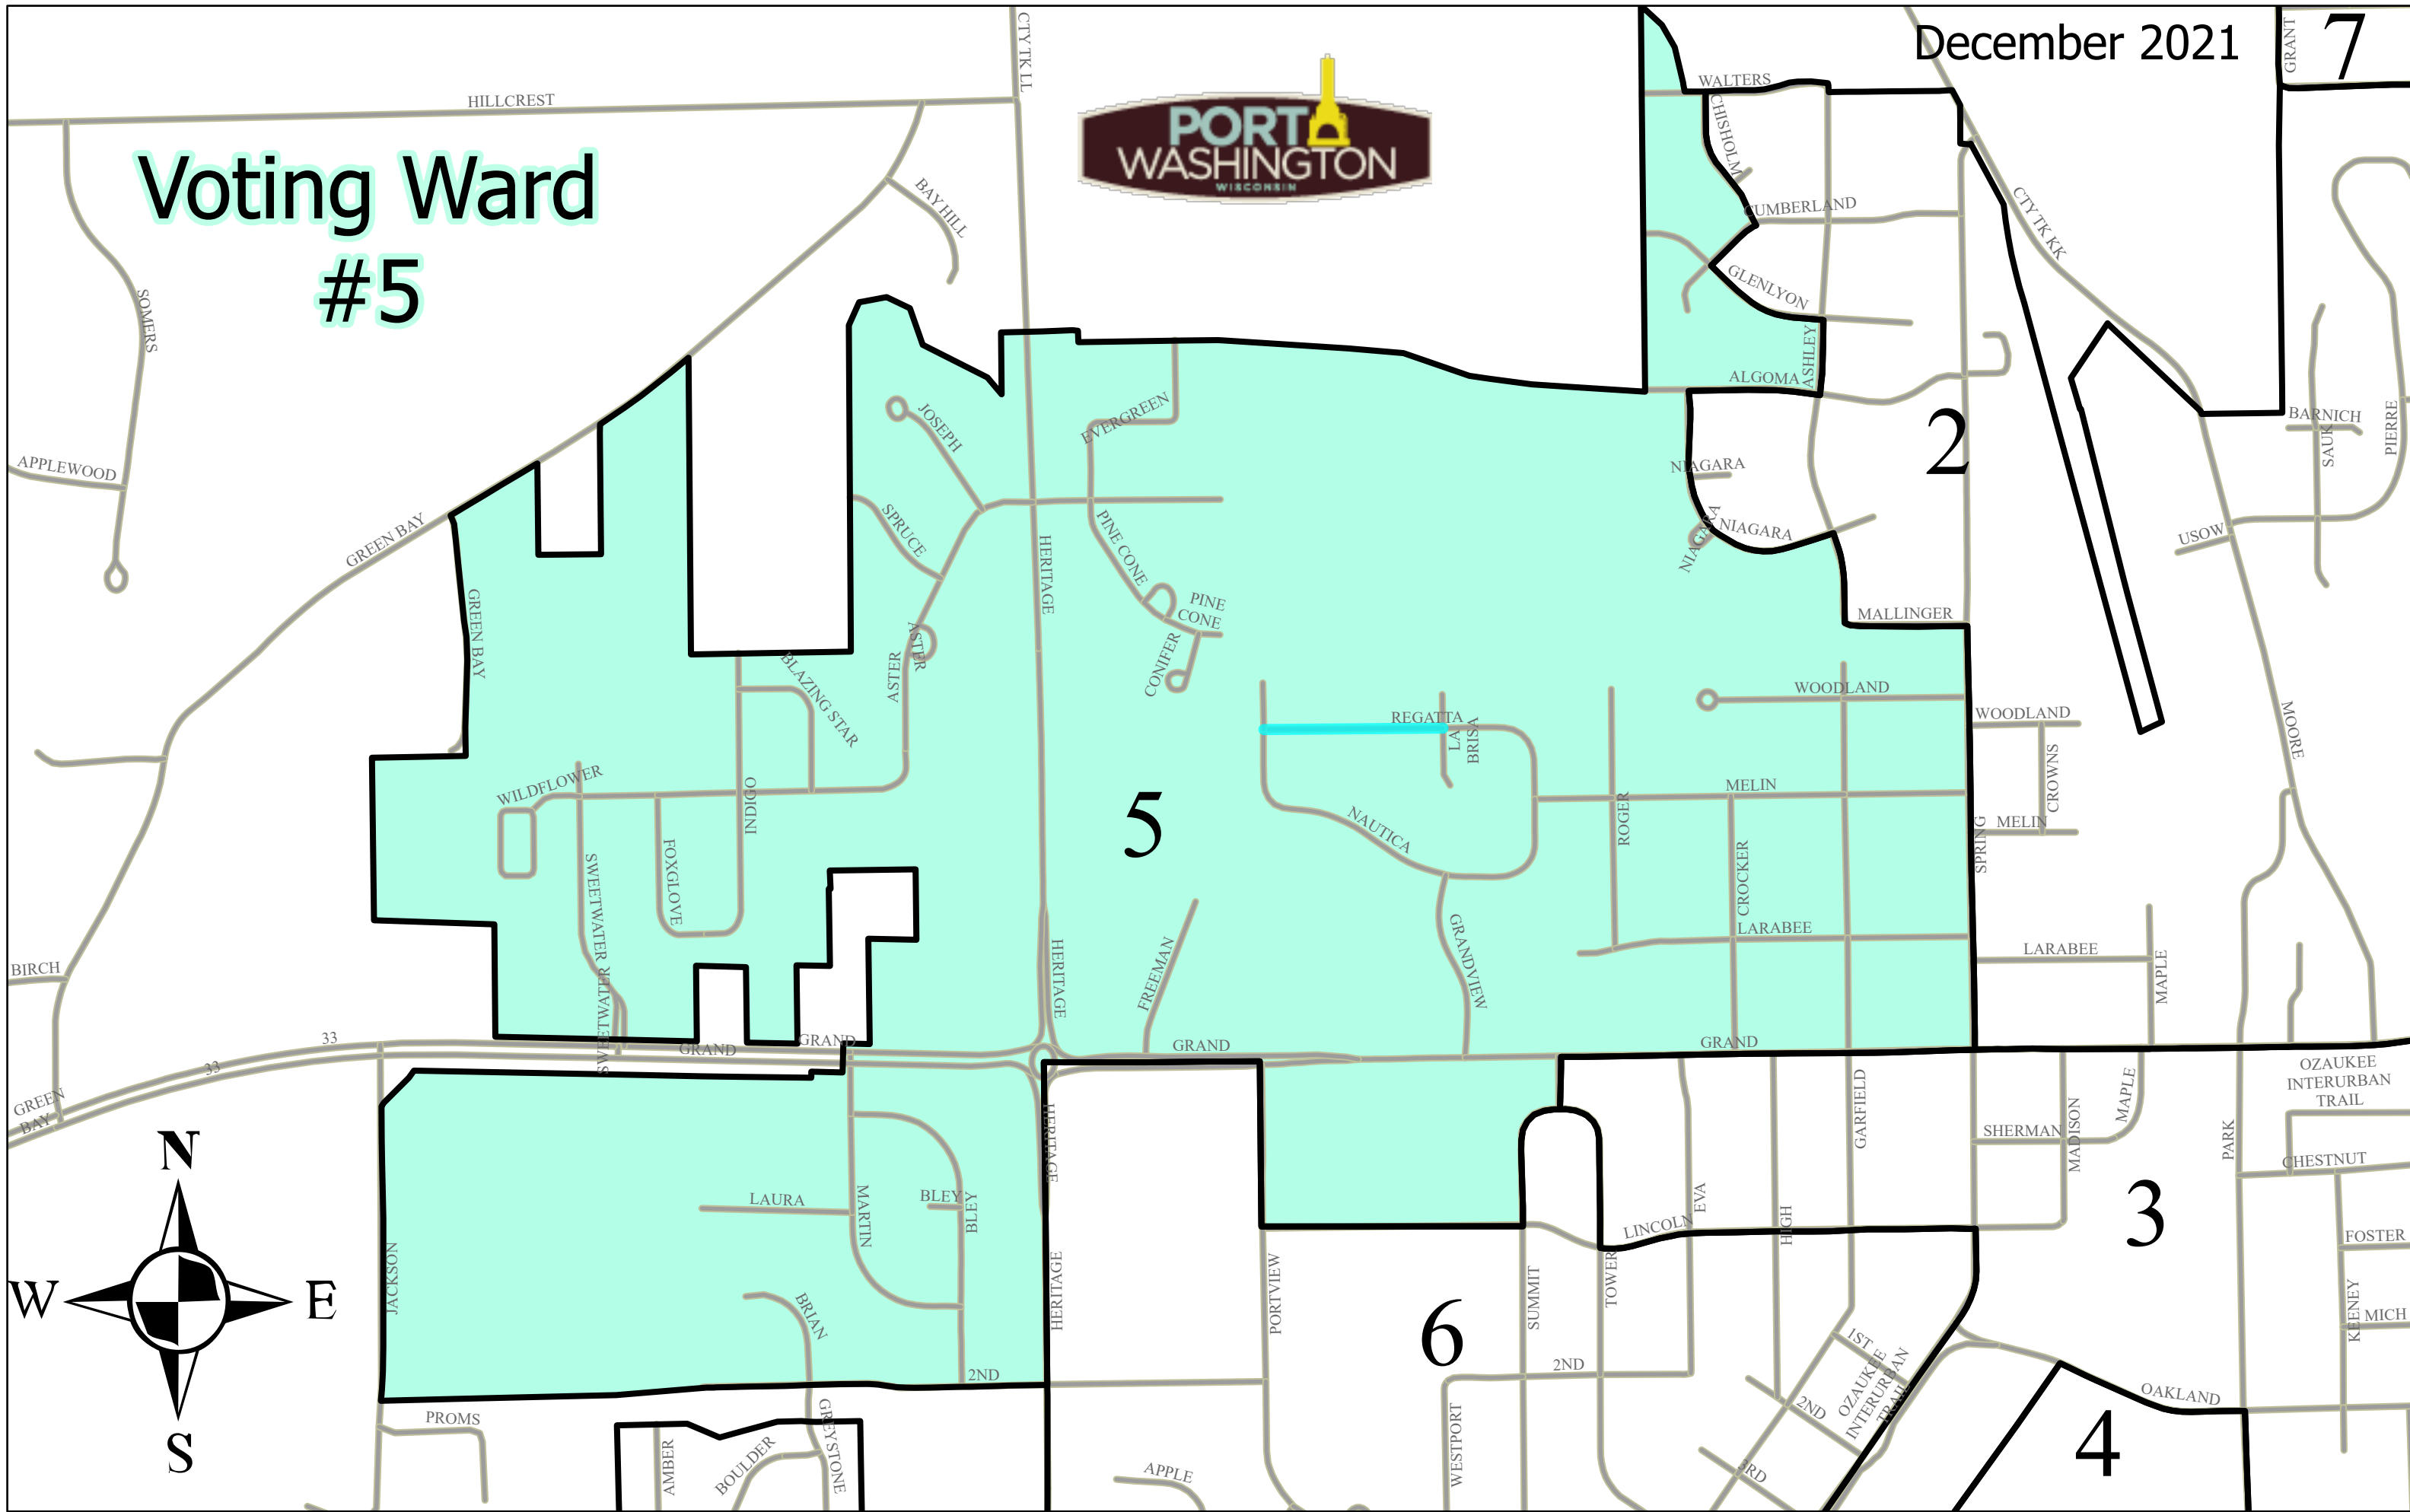 December 2021
Voting Ward
#5
PORT
WASHINGTON
WISCONSIN
7
2
5
3
6
4
N
W
E
S
HILLCREST
CTY TK LL
WALTERS
GRANT
CHISHOLM
CUMBERLAND
BAY HILL
CTY TK KK
GLENLYON
SOMERS
ASHLEY
ALGOMA
EVERGREEN
JOSEPH
BARNICH
SAUK
PIERRE
APPLEWOOD
NIAGARA
NIAGARA
NIAGARA
GREEN BAY
SPRUCE
PINE CONE
HERITAGE
USOW
GREEN BAY
PINE
CONE
MALLINGER
ASTER
ASTER
CONIFER
BLAZING STAR
WOODLAND
WOODLAND
REGATTA
LA
BRISA
MOORE
WILDFLOWER
INDIGO
MELIN
CROWNS
NAUTICA
ROGER
MELIN
SPRING
FOXGLOVE
SWEETWATER
SWEETWATER
CROCKER
GRANDVIEW
LARABEE
LARABEE
MAPLE
FREEMAN
HERITAGE
BIRCH
33
33
GRAND
GRAND
GRAND
GRAND
GREEN
BAY
OZAUKEE
INTERURBAN
TRAIL
GARFIELD
MAPLE
MADISON
SHERMAN
PARK
CHESTNUT
HERITAGE
LAURA
MARTIN
BLEY
BLEY
EVA
LINCOLN
HIGH
FOSTER
JACKSON
HERITAGE
PORTVIEW
SUMMIT
TOWER
KEENEY
MICH
BRIAN
1ST
OZAUKEE
INTERURBAN
TRAIL
2ND
2ND
2ND
OAKLAND
PROMS
AMBER
BOULDER
GREYSTONE
WESTPORT
APPLE
3RD